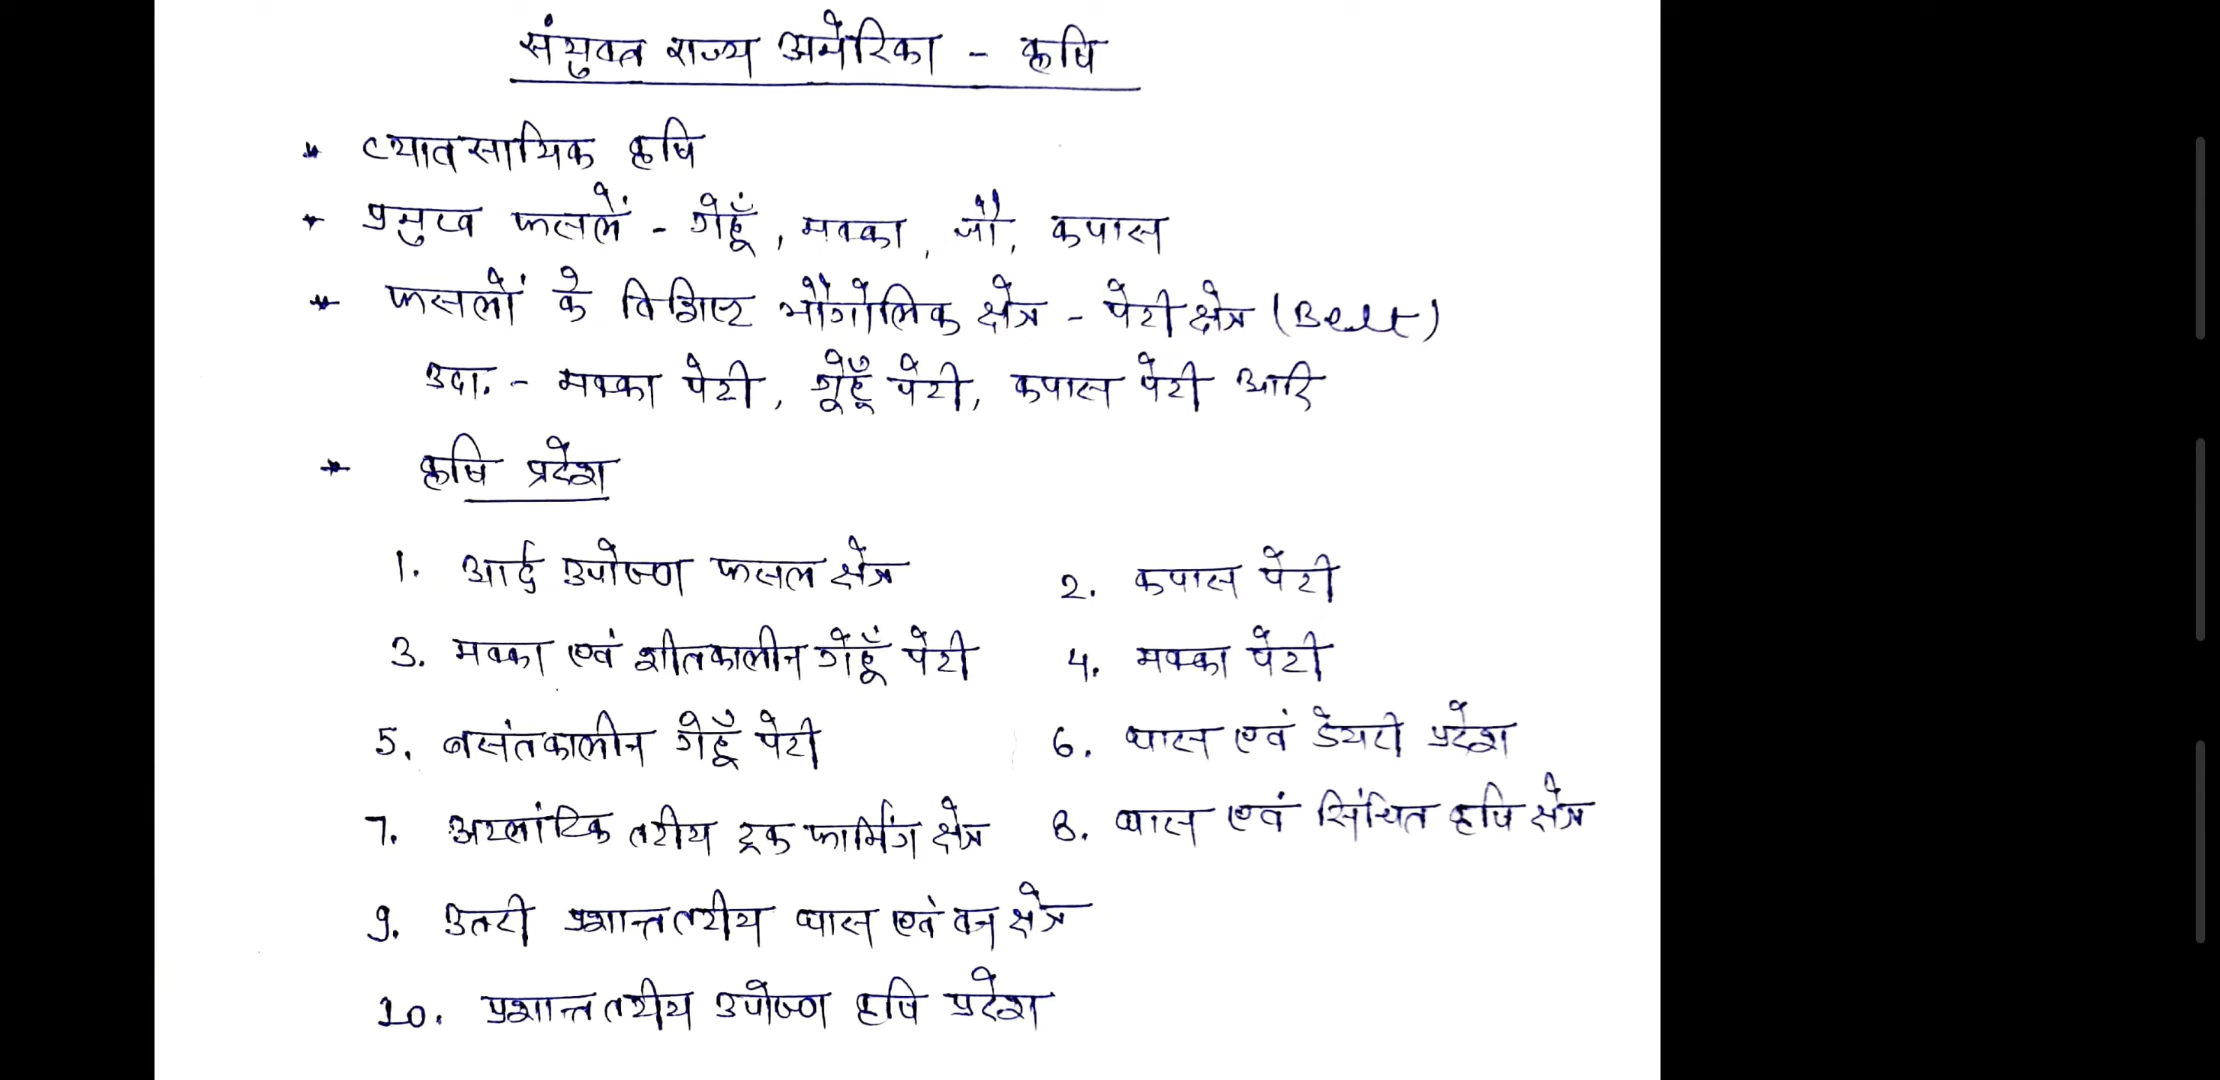 संयुक्त राज्य अमेरिका - कृषि
* व्यावसायिक कृषि
* प्रमुख फसलें - गेहूँ, मक्का, जौ, कपास
* फसलों के विशिष्ट भौगोलिक क्षेत्र - पेटी क्षेत्र (Belt)
उदा. - मक्का पेटी, गेहूँ पेटी, कपास पेटी आदि
* कृषि प्रदेश
1. आर्द्र उपोष्ण फसल क्षेत्र 2. कपास पेटी
3. मक्का एवं शीतकालीन गेहूँ पेटी 4. मक्का पेटी
5. बसंतकालीन गेहूँ पेटी 6. घास एवं डेयरी प्रदेश
7. अटलांटिक तटीय ट्रक फार्मिंग क्षेत्र 8. घास एवं सिंचित कृषि क्षेत्र
9. उत्तरी प्रशान्त तटीय घास एवं वन क्षेत्र
10. प्रशान्त तटीय उपोष्ण कृषि प्रदेश